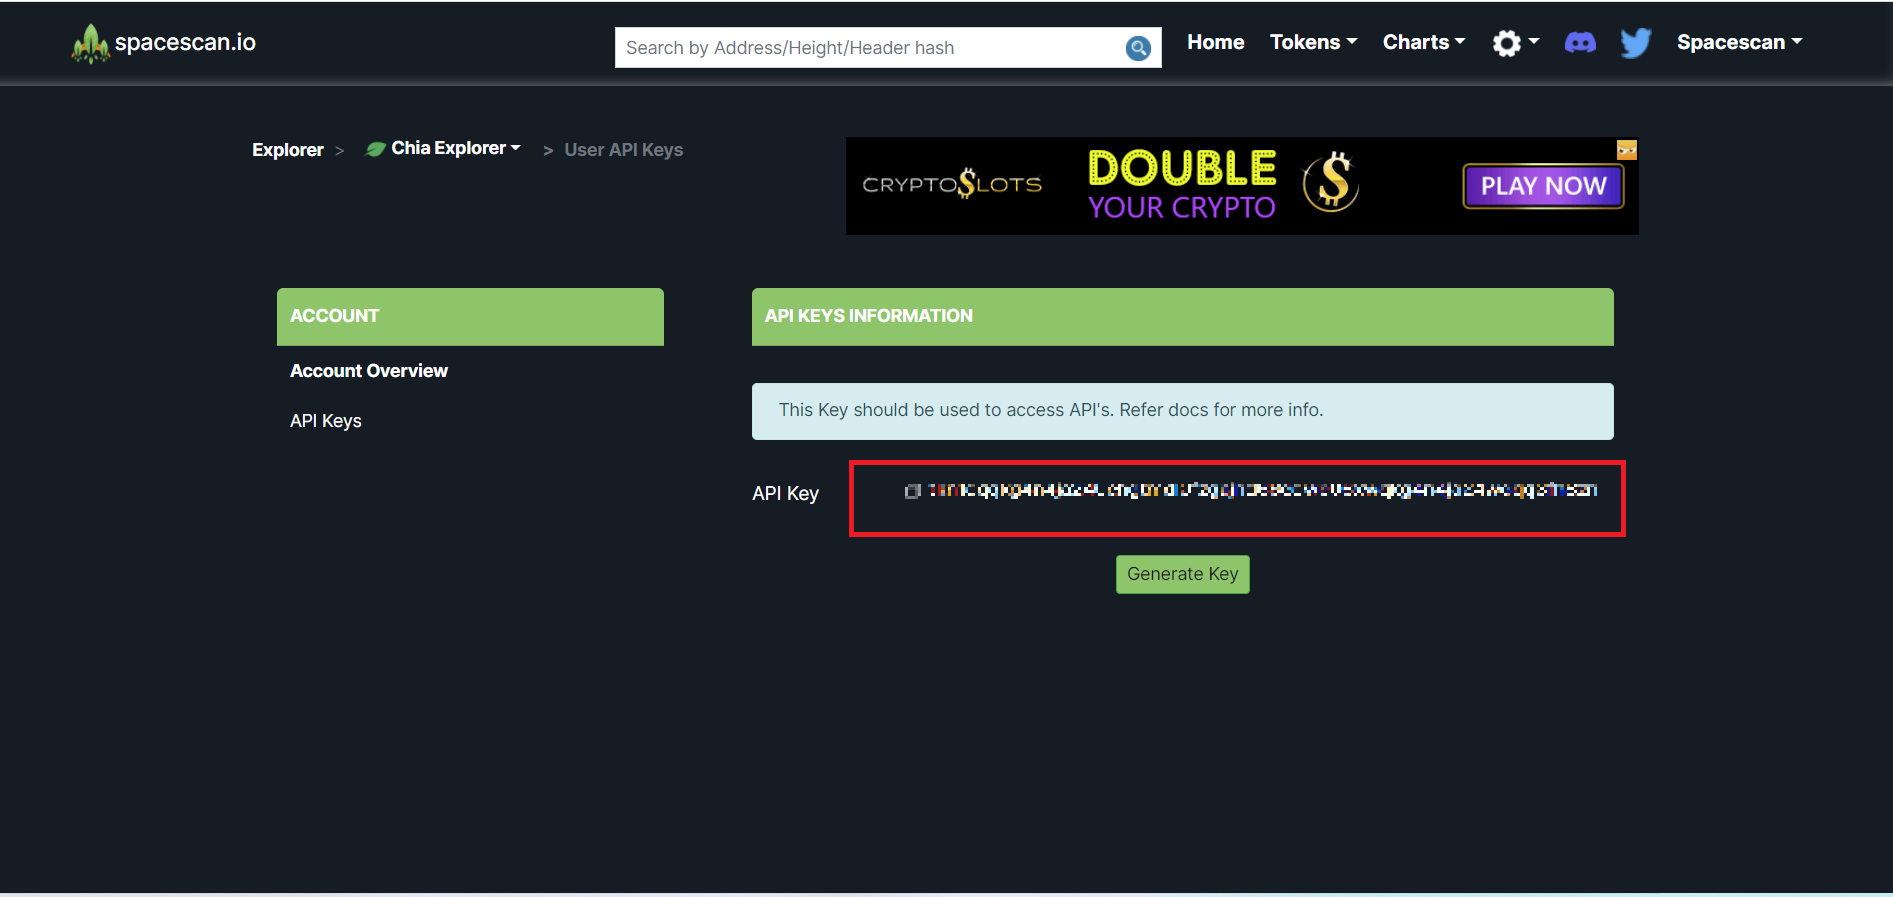 spacescan.io
Search by Address/Height/Header hash
Home Tokens Charts Spacescan
Explorer > Chia Explorer > User API Keys
CRYPTO$LOTS
DOUBLE
YOUR CRYPTO
PLAY NOW
ACCOUNT
Account Overview
API Keys
API KEYS INFORMATION
This Key should be used to access API's. Refer docs for more info.
API Key
Generate Key